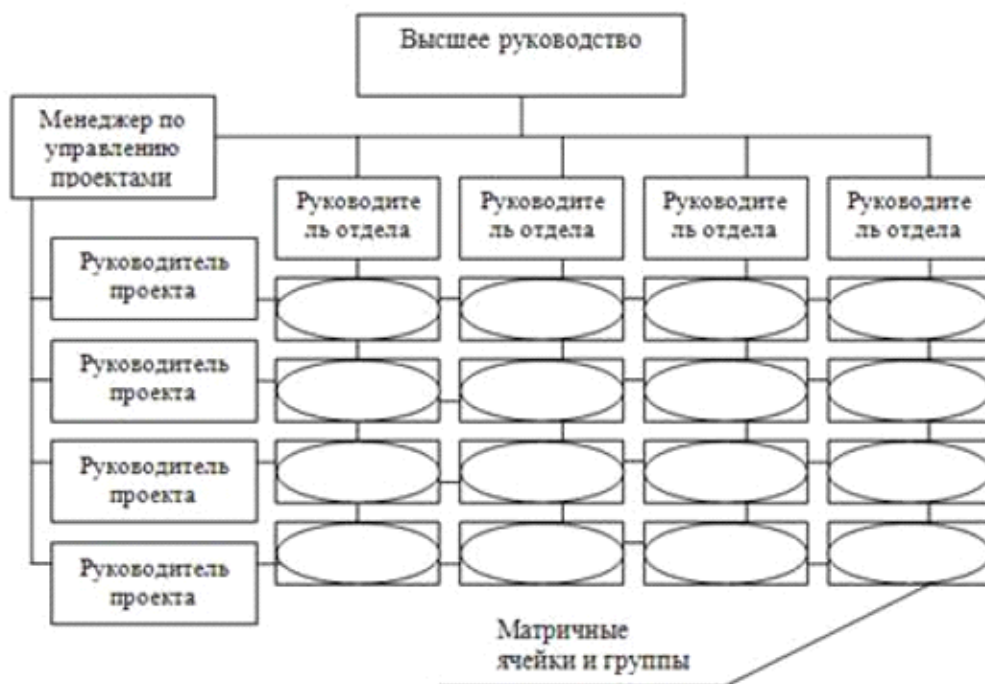 Высшее руководство
Менеджер по
управлению
проектами
Руководите
ль отдела
Руководите
ль отдела
Руководите
ль отдела
Руководите
ль отдела
Руководитель
проекта
Руководитель
проекта
Руководитель
проекта
Руководитель
проекта
Матричные
ячейки и группы